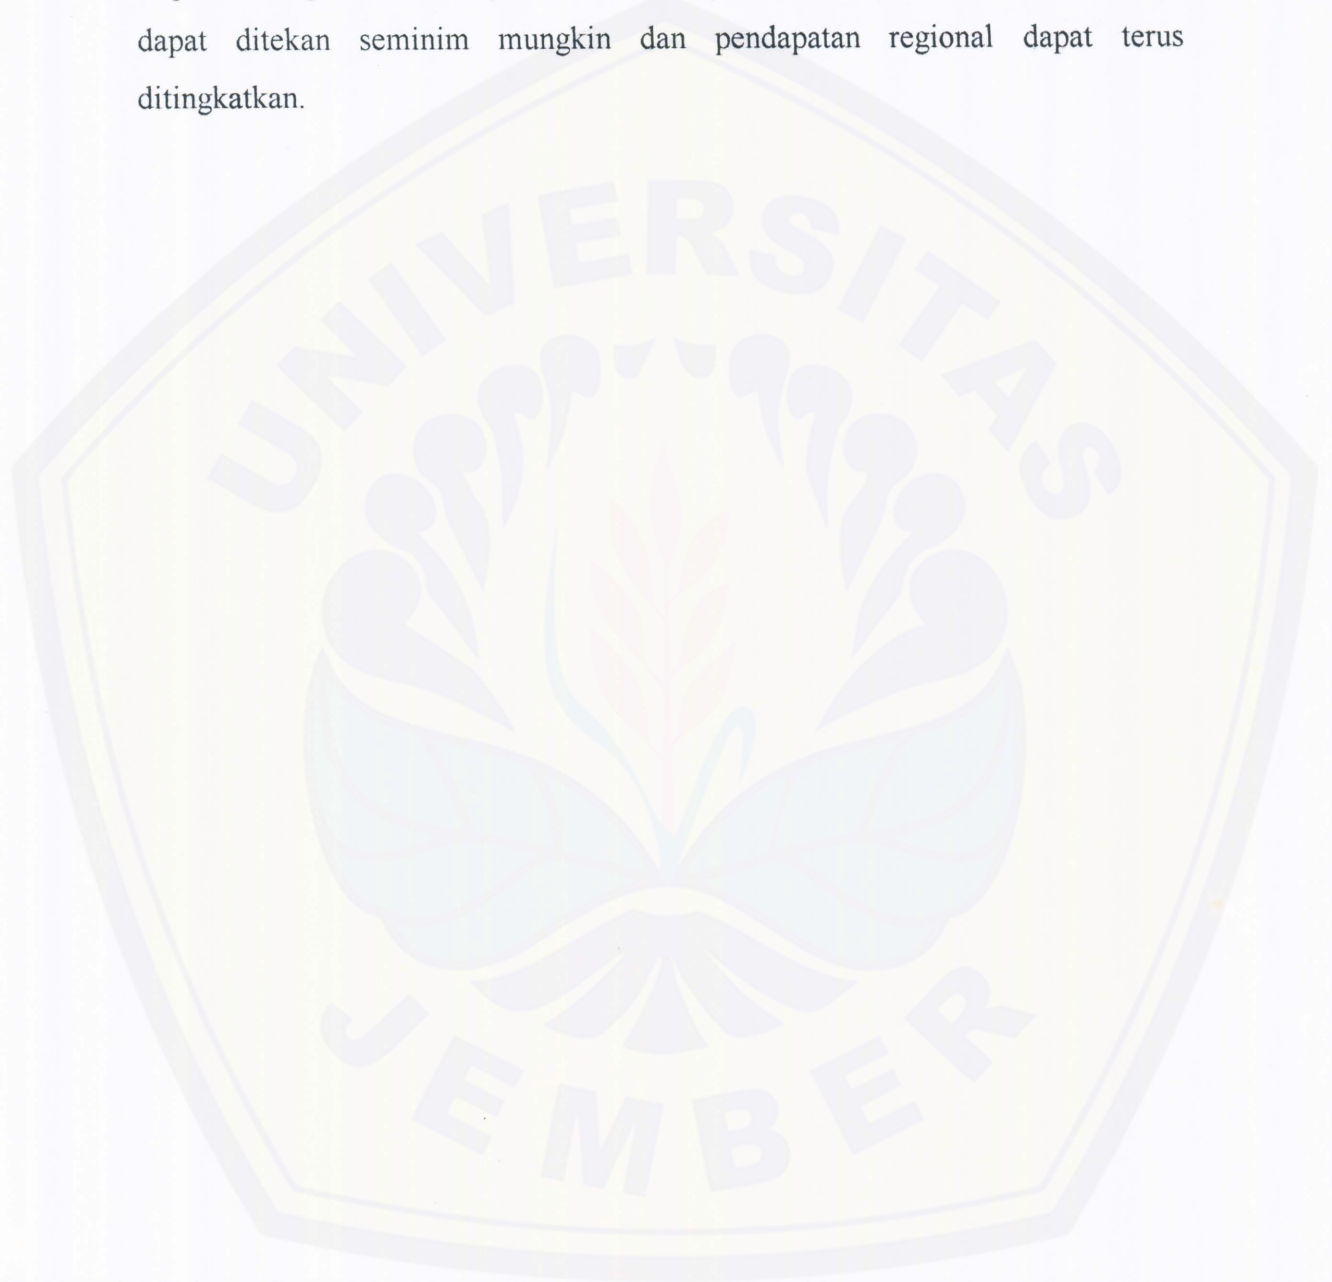 dapat ditekan seminim mungkin dan pendapatan regional dapat terus
ditingkatkan.
UNIVERSITAS
JEMBER